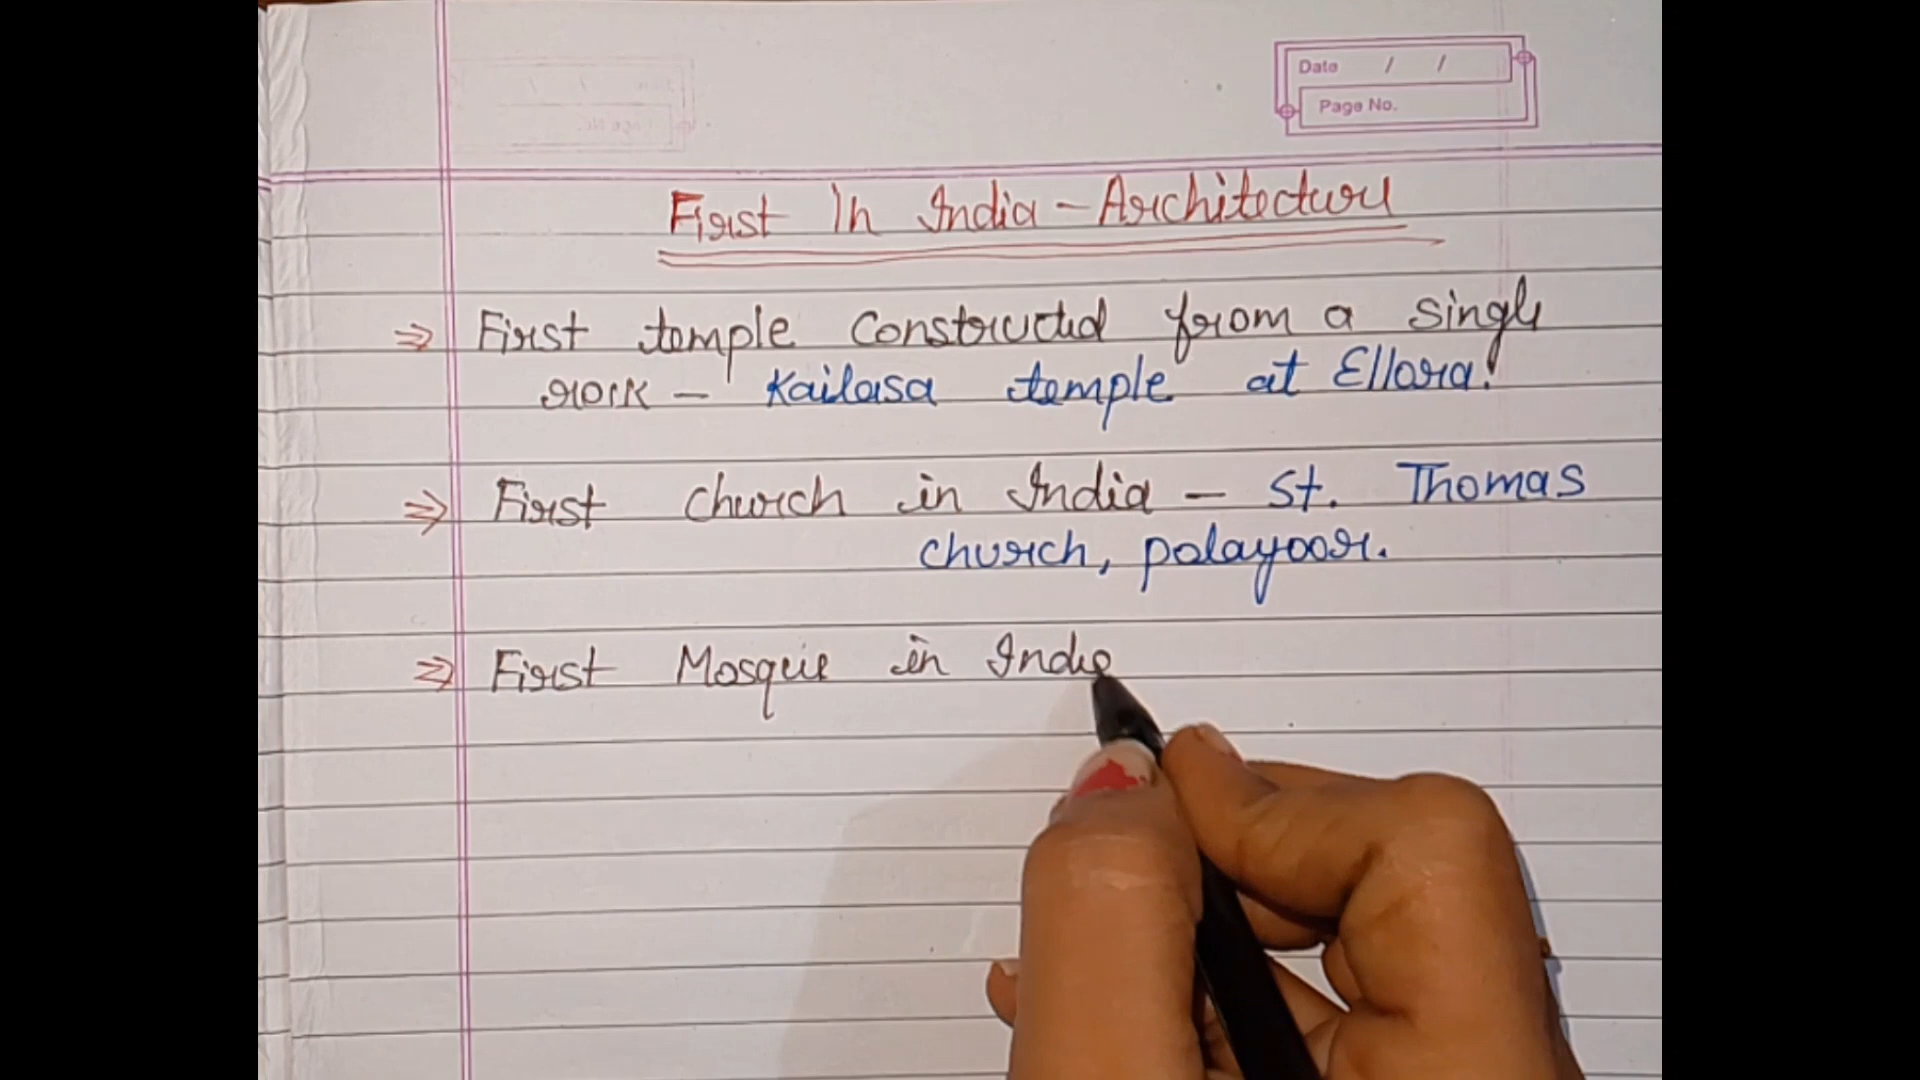 Date / /
Page No.
First In India - Architecture
⇒ First temple constructed from a single
rock - Kailasa temple at Ellora.
⇒ First church in India - St. Thomas
church, palayoor.
⇒ First Mosque in India